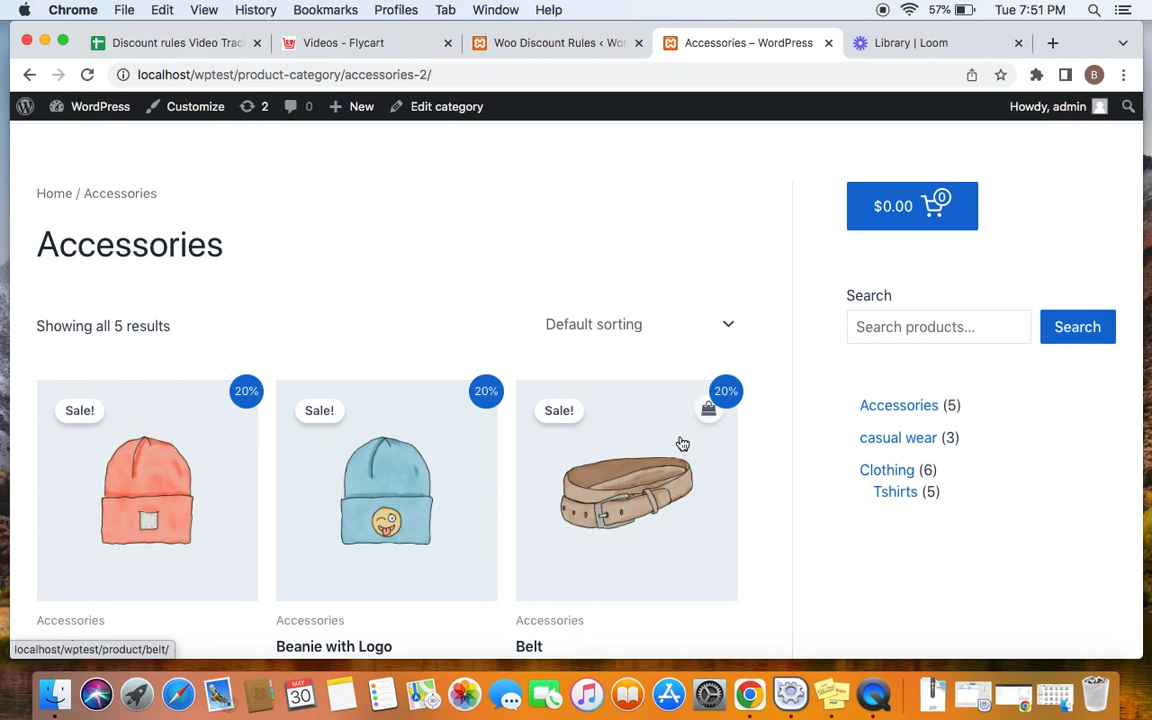 Chrome File Edit View History Bookmarks Profiles Tab Window Help 57% Tue 7:51 PM
Discount rules Video Trac Videos - Flycart Woo Discount Rules ‹ Wor Accessories – WordPress Library | Loom
localhost/wptest/product-category/accessories-2/ B
WordPress Customize 2 0 New Edit category Howdy, admin
Home / Accessories
$0.00 0
Accessories
Search
Showing all 5 results Default sorting
Search products... Search
20% 20% 20%
Sale! Sale! Sale!
Accessories (5)
casual wear (3)
Clothing (6)
Tshirts (5)
Accessories Accessories Accessories
Beanie with Logo Belt
localhost/wptest/product/belt/
MAY
30
ZIP